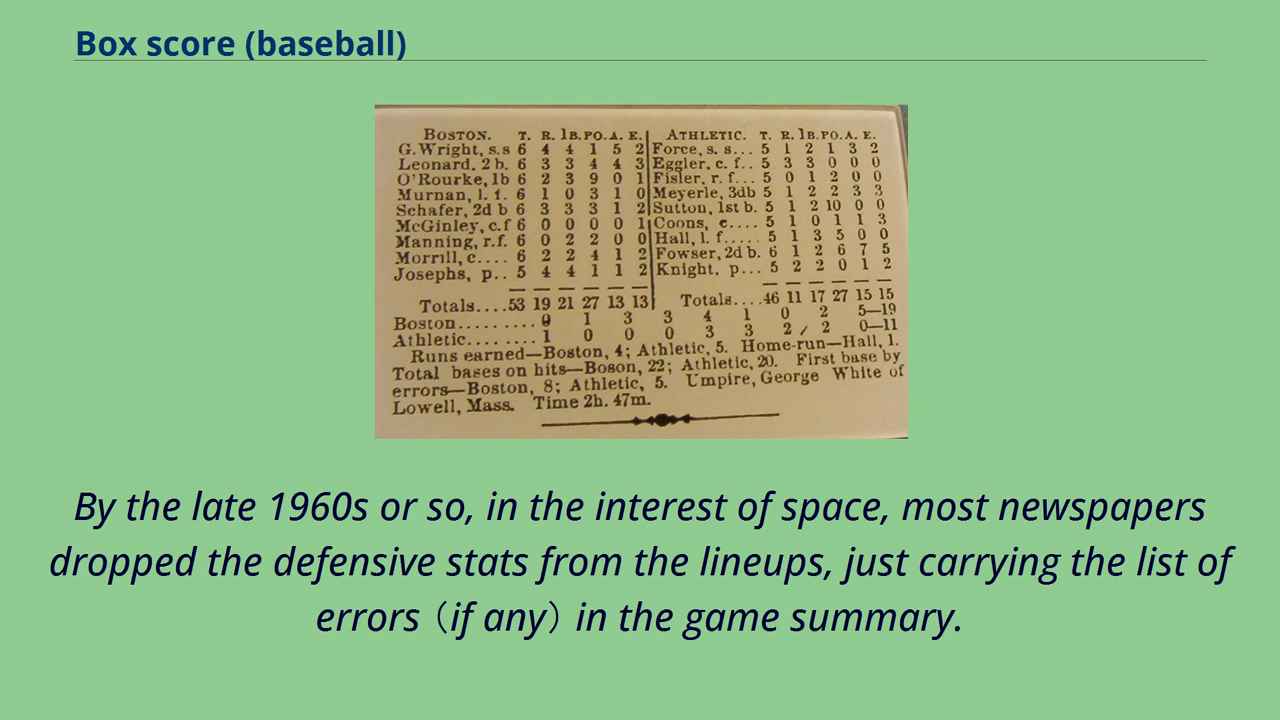 Box score (baseball)
BOSTON. T. R. 1B. PO. A. E. ATHLETIC. T. R. 1B. PO. A. E.
G. Wright, s.s 6 4 4 1 5 2 Force, s. s... 5 1 2 1 3 2
Leonard, 2 b. 6 3 3 4 4 3 Eggler, c. f.. 5 3 3 0 0 0
O'Rourke, 1b 6 2 3 9 0 1 Fisler, r. f... 5 0 1 2 0 0
Murnan, l. f. 6 1 0 3 1 0 Meyerle, 3db 5 1 2 2 3 3
Schafer, 2d b 6 3 3 3 1 2 Sutton, 1st b. 5 1 2 10 0 0
McGinley, c.f 6 0 0 0 0 1 Coons, c.... 5 1 0 1 1 3
Manning, r.f. 6 0 2 2 0 0 Hall, l. f..... 5 1 3 5 0 0
Morrill, c.... 6 2 2 4 1 2 Fowser, 2d b. 6 1 2 6 7 5
Josephs, p.. 5 4 4 1 1 2 Knight, p... 5 2 2 0 1 2
Totals....53 19 21 27 13 13 Totals....46 11 17 27 15 15
Boston.......... 0 1 3 3 4 1 0 2 5—19
Athletic......... 1 0 0 0 3 3 2 2 0—11
Runs earned—Boston, 4; Athletic, 5. Home-run—Hall, 1.
Total bases on hits—Boson, 22; Athletic, 20. First base by
errors—Boston, 8; Athletic, 5. Umpire, George White of
Lowell, Mass. Time 2h. 47m.
By the late 1960s or so, in the interest of space, most newspapers
dropped the defensive stats from the lineups, just carrying the list of
errors (if any) in the game summary.